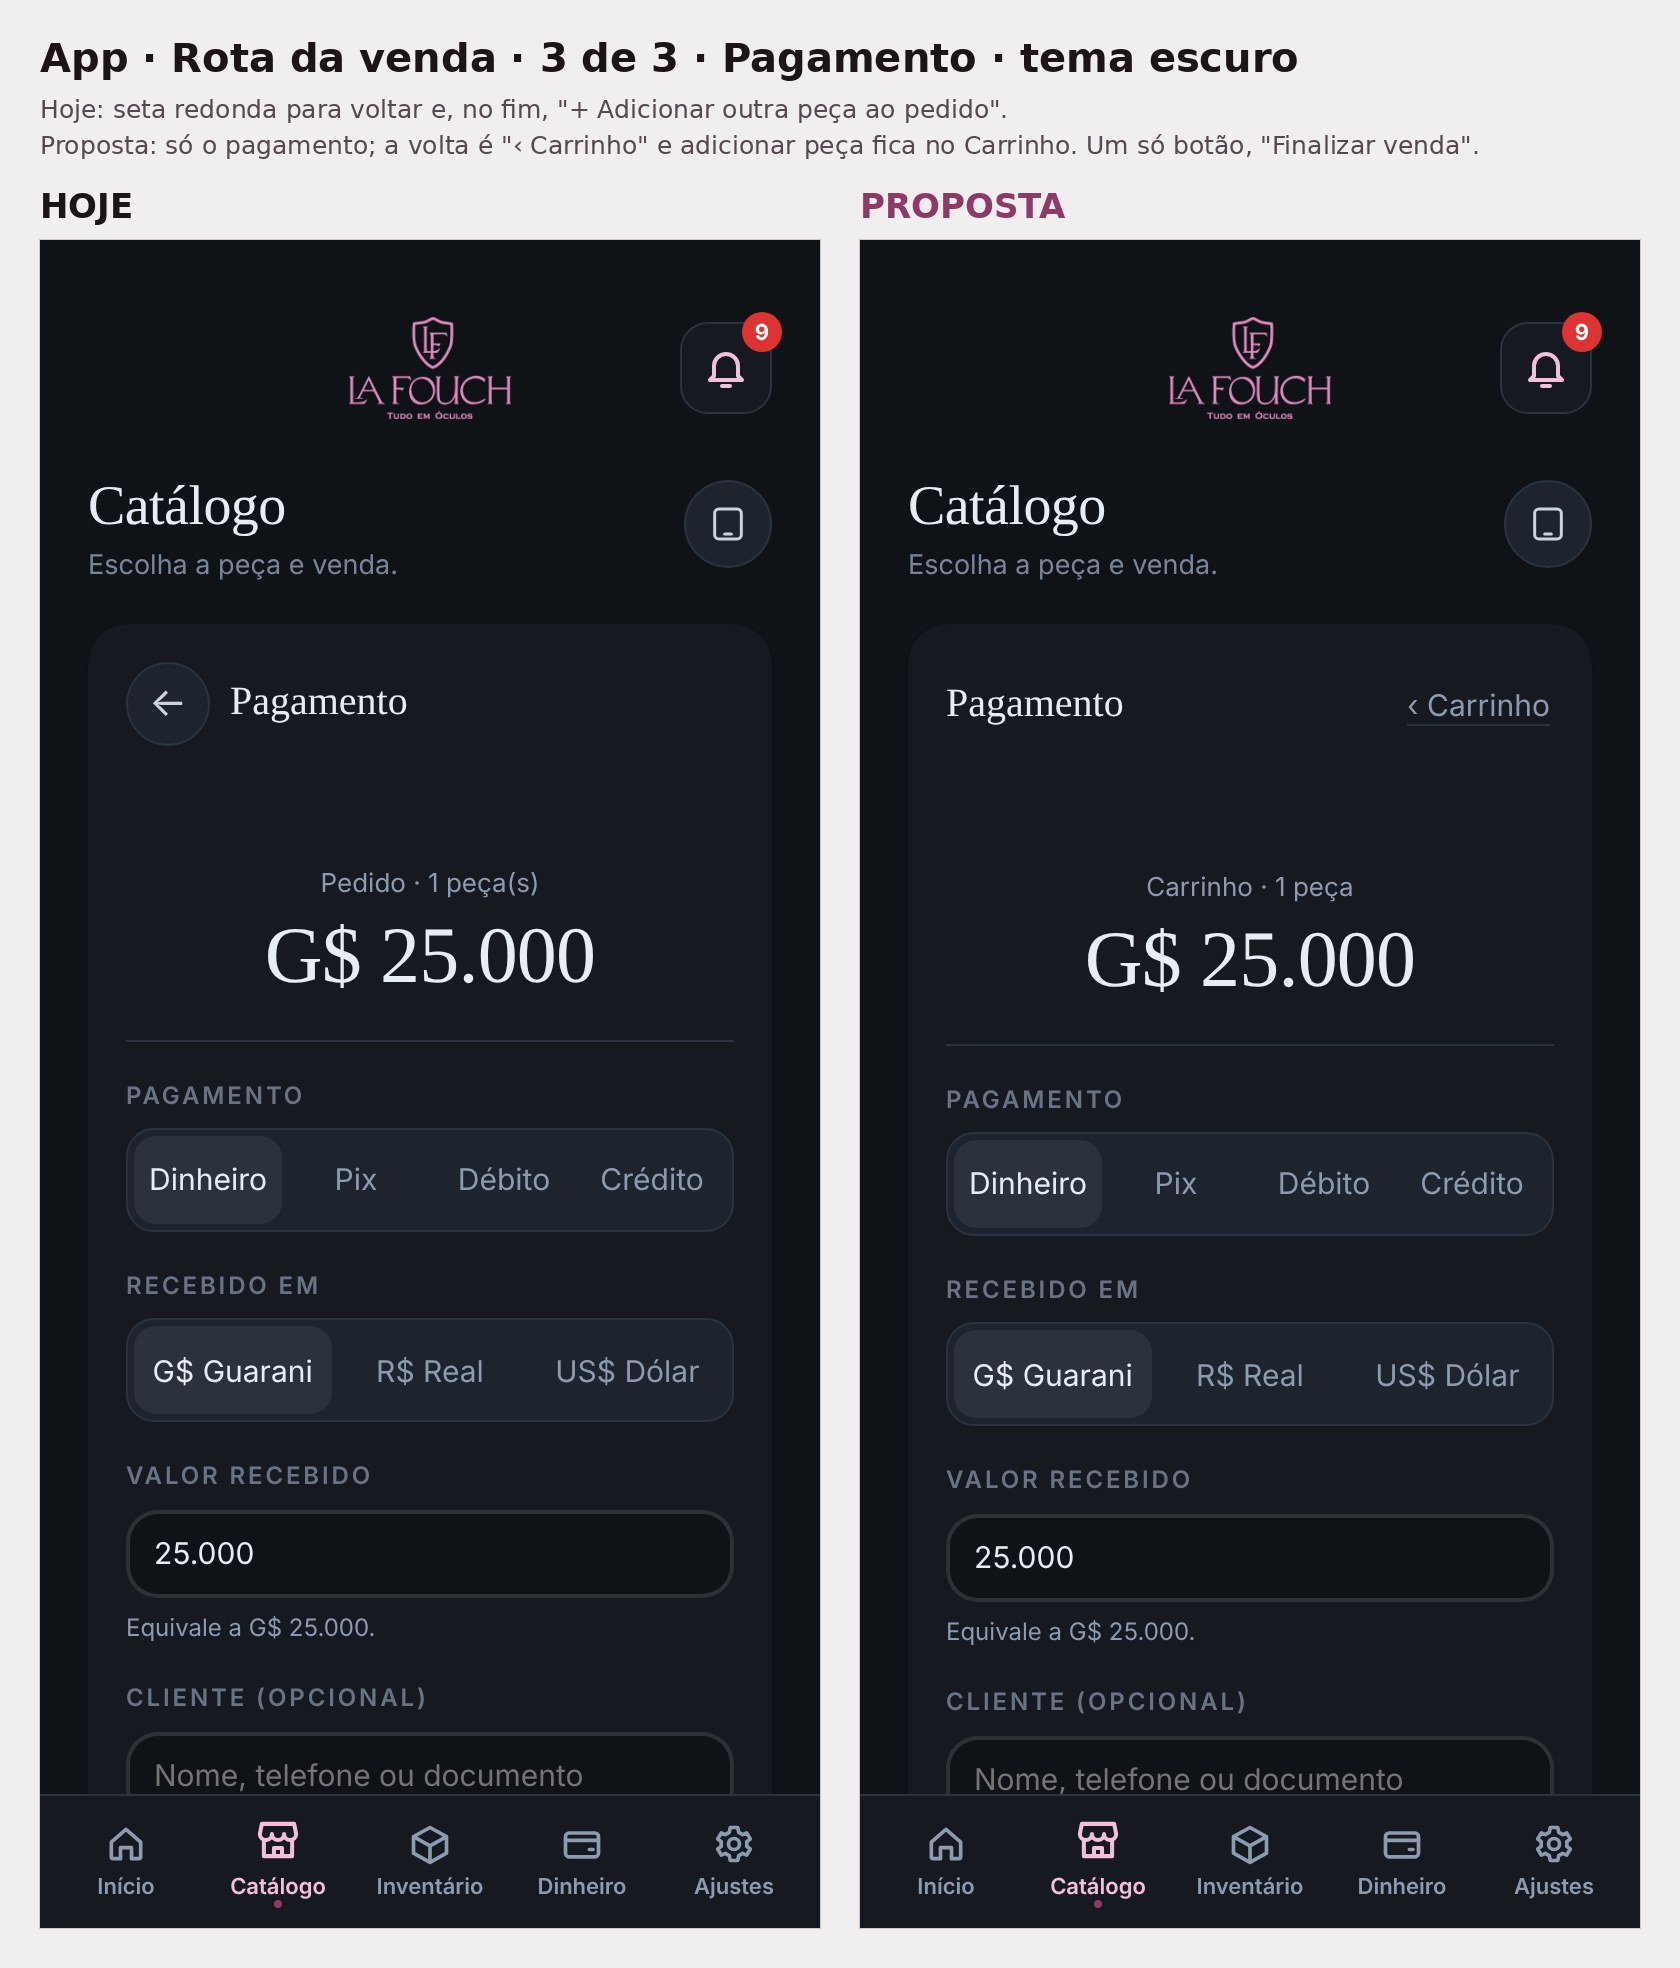 App · Rota da venda · 3 de 3 · Pagamento · tema escuro
Hoje: seta redonda para voltar e, no fim, "+ Adicionar outra peça ao pedido".
Proposta: só o pagamento; a volta é "‹ Carrinho" e adicionar peça fica no Carrinho. Um só botão, "Finalizar venda".
HOJE
LF
LA FOUCH
Tudo em Óculos
9
Catálogo
Escolha a peça e venda.
Pagamento
Pedido · 1 peça(s)
G$ 25.000
PAGAMENTO
Dinheiro Pix Débito Crédito
RECEBIDO EM
G$ Guarani R$ Real US$ Dólar
VALOR RECEBIDO
25.000
Equivale a G$ 25.000.
CLIENTE (OPCIONAL)
Nome, telefone ou documento
Início Catálogo Inventário Dinheiro Ajustes
PROPOSTA
LF
LA FOUCH
Tudo em Óculos
9
Catálogo
Escolha a peça e venda.
Pagamento ‹ Carrinho
Carrinho · 1 peça
G$ 25.000
PAGAMENTO
Dinheiro Pix Débito Crédito
RECEBIDO EM
G$ Guarani R$ Real US$ Dólar
VALOR RECEBIDO
25.000
Equivale a G$ 25.000.
CLIENTE (OPCIONAL)
Nome, telefone ou documento
Início Catálogo Inventário Dinheiro Ajustes